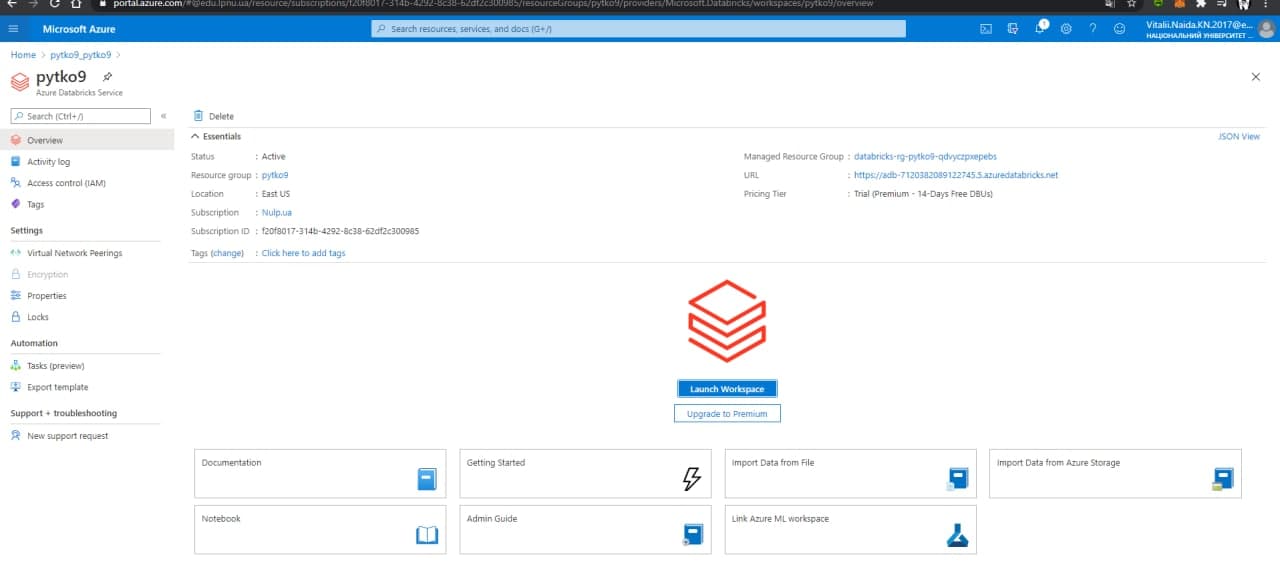 portal.azure.com/#@edu.lpnu.ua/resource/subscriptions/f20f8017-314b-4292-8c38-62df2c300985/resourceGroups/pytko9/providers/Microsoft.Databricks/workspaces/pytko9/overview
Microsoft Azure
Search resources, services, and docs (G+/)
1
Vitalii.Naida.KN.2017@e...
НАЦІОНАЛЬНИЙ УНІВЕРСИТЕТ ...
Home > pytko9_pytko9 >
pytko9
Azure Databricks Service
Search (Ctrl+/)
«
Overview
Activity log
Access control (IAM)
Tags
Settings
Virtual Network Peerings
Encryption
Properties
Locks
Automation
Tasks (preview)
Export template
Support + troubleshooting
New support request
Delete
Essentials
JSON View
Status : Active
Resource group : pytko9
Location : East US
Subscription : Nulp.ua
Subscription ID : f20f8017-314b-4292-8c38-62df2c300985
Tags (change) : Click here to add tags
Managed Resource Group : databricks-rg-pytko9-qdvyczpxepebs
URL : https://adb-7120382089122745.5.azuredatabricks.net
Pricing Tier : Trial (Premium - 14-Days Free DBUs)
Launch Workspace
Upgrade to Premium
Documentation
Getting Started
Import Data from File
Import Data from Azure Storage
Notebook
Admin Guide
Link Azure ML workspace